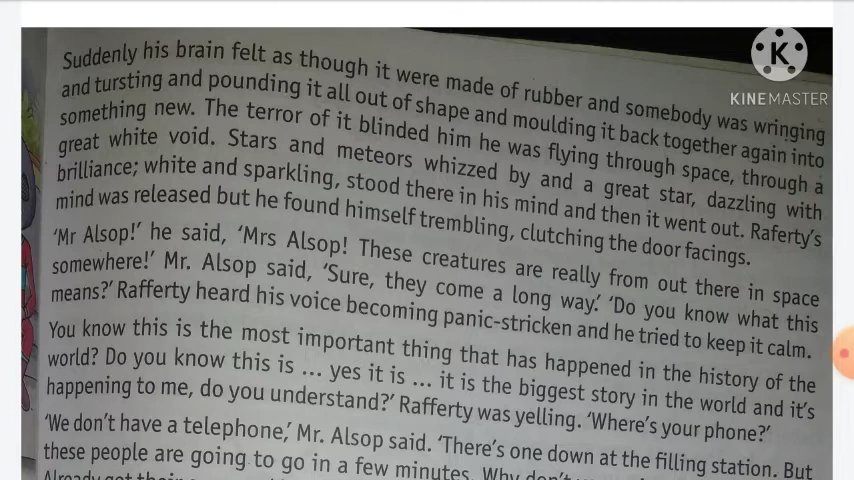 KINEMASTER
Suddenly his brain felt as though it were made of rubber and somebody was wringing
and tursting and pounding it all out of shape and moulding it back together again into
something new. The terror of it blinded him he was flying through space, through a
great white void. Stars and meteors whizzed by and a great star, dazzling with
brilliance; white and sparkling, stood there in his mind and then it went out. Raferty's
mind was released but he found himself trembling, clutching the door facings.
'Mr Alsop!' he said, 'Mrs Alsop! These creatures are really from out there in space
somewhere!' Mr. Alsop said, 'Sure, they come a long way.' 'Do you know what this
means?' Rafferty heard his voice becoming panic-stricken and he tried to keep it calm.
You know this is the most important thing that has happened in the history of the
world? Do you know this is ... yes it is ... it is the biggest story in the world and it's
happening to me, do you understand?' Rafferty was yelling. 'Where's your phone?'
'We don't have a telephone,' Mr. Alsop said. 'There's one down at the filling station. But
these people are going to go in a few minutes. Why don't
Already